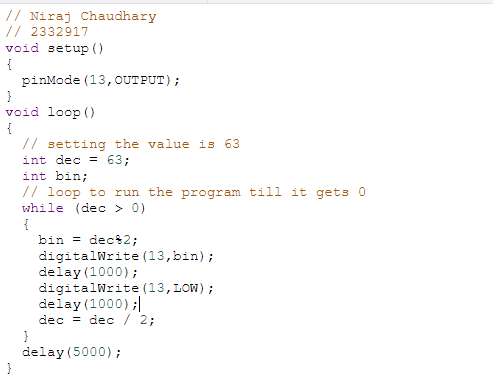 // Niraj Chaudhary
// 2332917
void setup()
{
  pinMode(13,OUTPUT);
}
void loop()
{
  // setting the value is 63
  int dec = 63;
  int bin;
  // loop to run the program till it gets 0
  while (dec > 0)
  {
    bin = dec%2;
    digitalWrite(13,bin);
    delay(1000);
    digitalWrite(13,LOW);
    delay(1000);
    dec = dec / 2;
  }
  delay(5000);
}